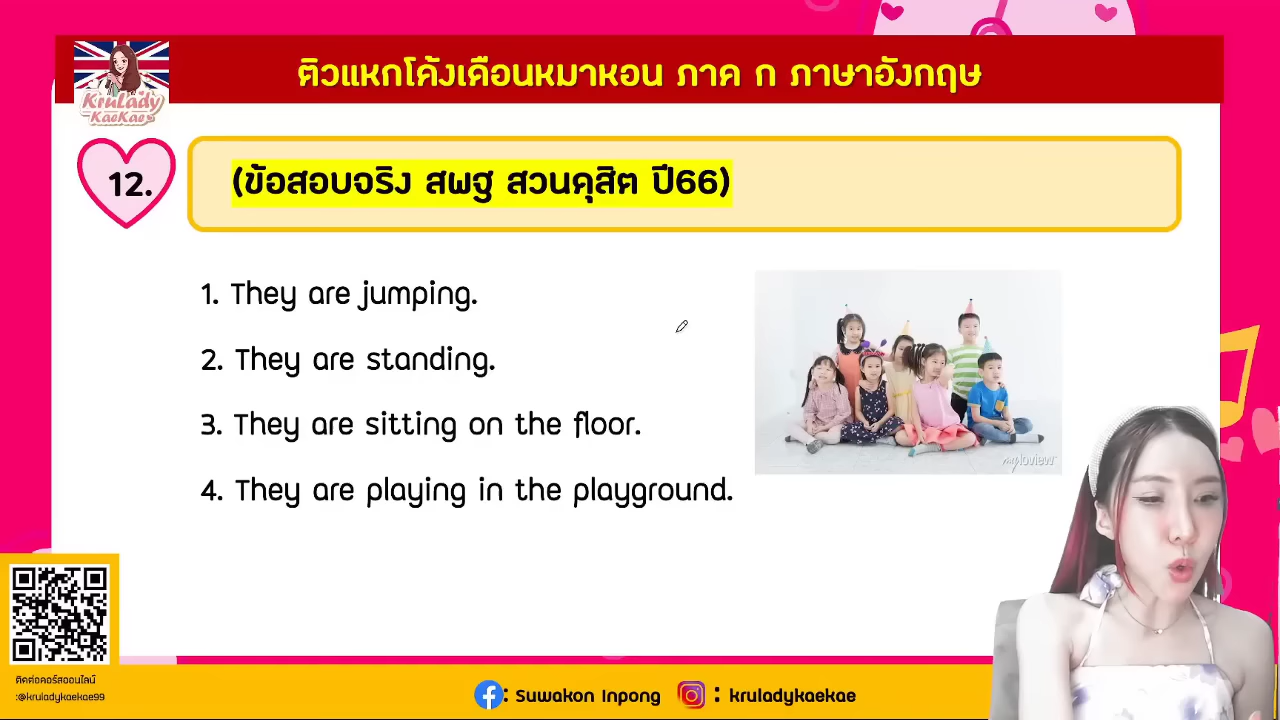 ติวแหกโค้งเดือนหมาหอน ภาค ก ภาษาอังกฤษ
KruLady
KaeKae
12.
(ข้อสอบจริง สพฐ สวนดุสิต ปี66)
1. They are jumping.
2. They are standing.
3. They are sitting on the floor.
4. They are playing in the playground.
myloview
ติดต่อคอร์สออนไลน์
:@kruladykaekae99
: Suwakon Inpong
: kruladykaekae